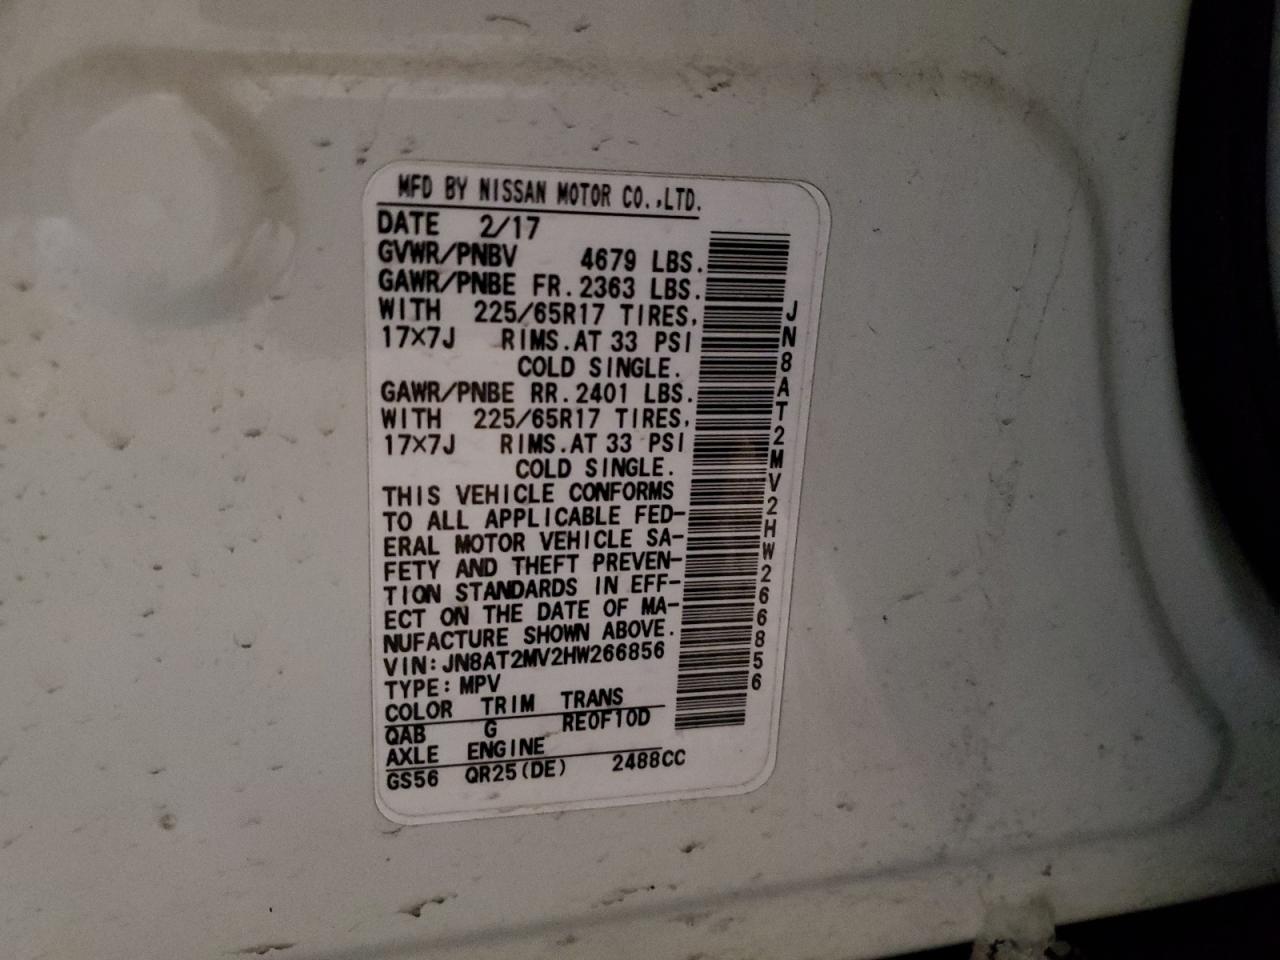 MFD BY NISSAN MOTOR CO.,LTD.
DATE 2/17
GVWR/PNBV 4679 LBS.
GAWR/PNBE FR.2363 LBS.
WITH 225/65R17 TIRES,
17×7J RIMS.AT 33 PSI
COLD SINGLE.
GAWR/PNBE RR.2401 LBS.
WITH 225/65R17 TIRES,
17×7J RIMS.AT 33 PSI
COLD SINGLE.
THIS VEHICLE CONFORMS
TO ALL APPLICABLE FED-
ERAL MOTOR VEHICLE SA-
FETY AND THEFT PREVEN-
TION STANDARDS IN EFF-
ECT ON THE DATE OF MA-
NUFACTURE SHOWN ABOVE.
VIN:JN8AT2MV2HW266856
TYPE:MPV
COLOR TRIM TRANS
QAB G RE0F10D
AXLE ENGINE
GS56 QR25(DE) 2488CC
JN8AT2MV2HW266856